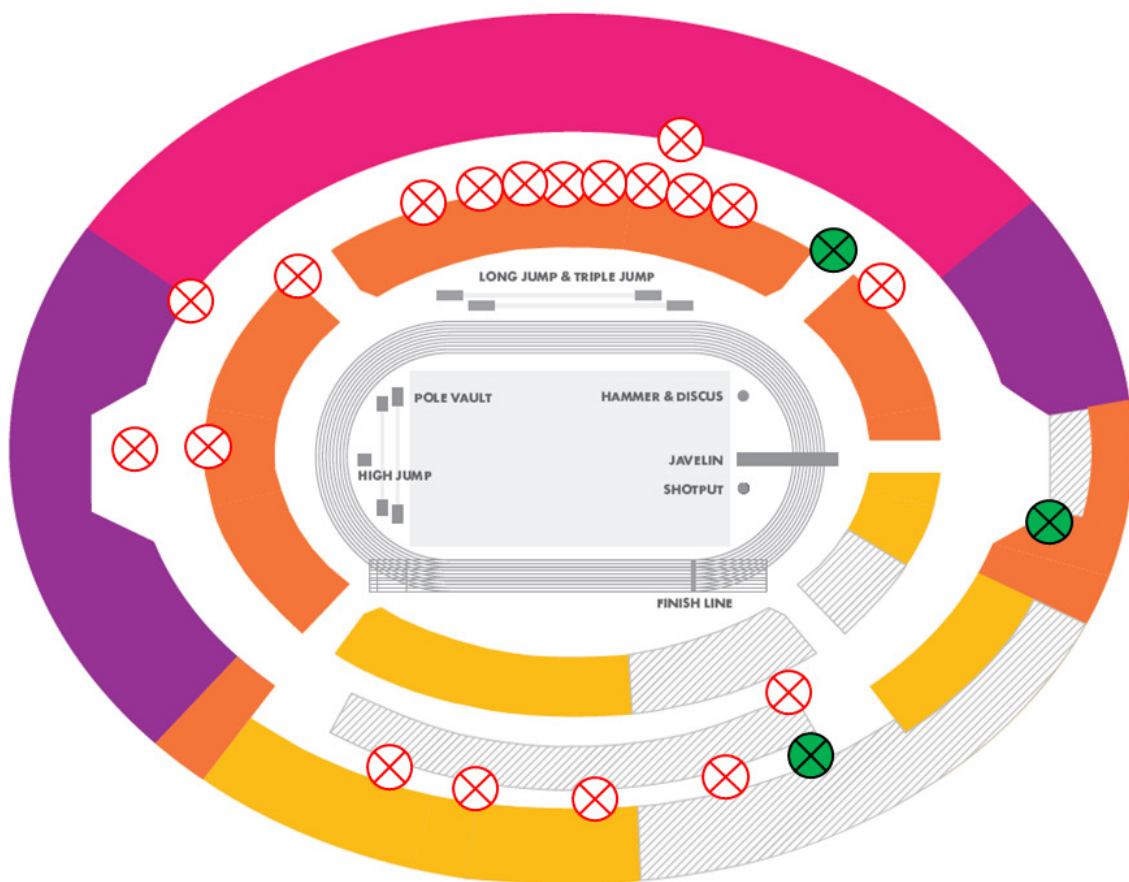 LONG JUMP & TRIPLE JUMP
POLE VAULT
HAMMER & DISCUS
JAVELIN
HIGH JUMP
SHOTPUT
FINISH LINE